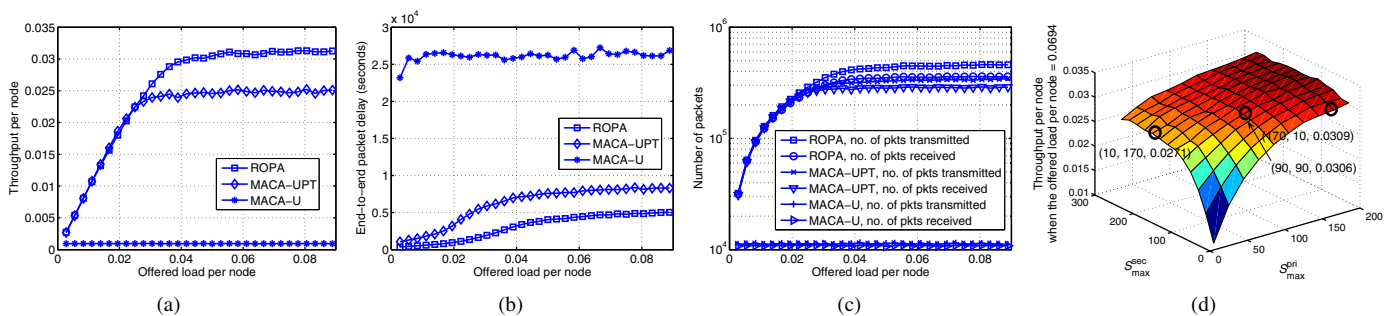 0.035
0.03
0.025
0.02
0.015
0.01
0.005
0
0
0.02
0.04
0.06
0.08
Throughput per node
Offered load per node
ROPA
MACA−UPT
MACA−U
(a)
x 10^4
3
2.5
2
1.5
1
0.5
0
0
0.02
0.04
0.06
0.08
End−to−end packet delay (seconds)
Offered load per node
ROPA
MACA−UPT
MACA−U
(b)
10^6
10^5
10^4
0
0.02
0.04
0.06
0.08
Number of packets
Offered load per node
ROPA, no. of pkts transmitted
ROPA, no. of pkts received
MACA−UPT, no. of pkts transmitted
MACA−UPT, no. of pkts received
MACA−U, no. of pkts transmitted
MACA−U, no. of pkts received
(c)
Throughput per node
when the offered load per node = 0.0694
0.035
0.03
0.025
0.02
0.015
0.01
300
200
100
0
0
50
100
150
200
(10, 170, 0.0271)
(170, 10, 0.0309)
(90, 90, 0.0306)
S_max^sec
S_max^pri
(d)